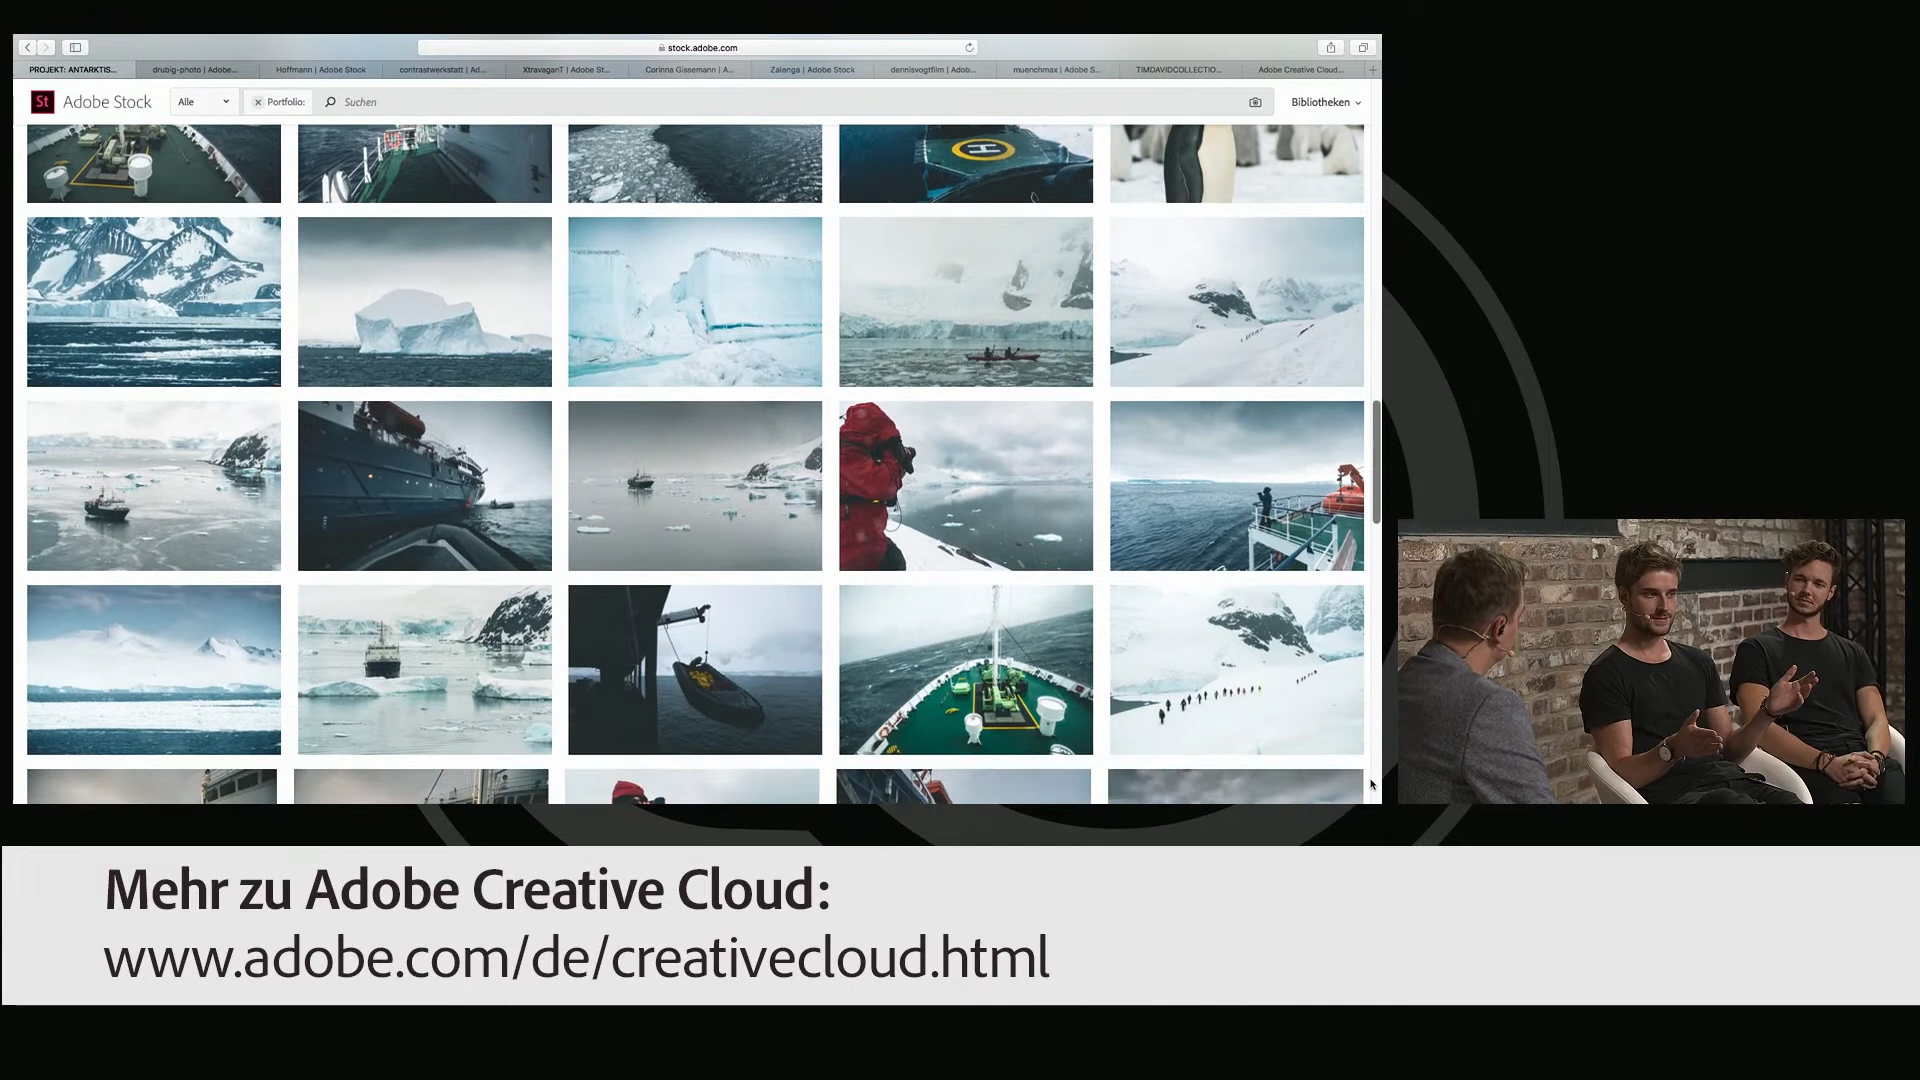 stock.adobe.com
PROJEKT: ANTARKTIS...
drubig-photo | Adobe...
Hoffmann | Adobe Stock
contrastwerkstatt | Ad...
XtravaganT | Adobe St...
Corinna Gissemann | A...
Zalenga | Adobe Stock
dennisvogtfilm | Adob...
muenchmax | Adobe S...
TIMDAVIDCOLLECTIO...
Adobe Creative Cloud...
St Adobe Stock
Alle
Portfolio:
Suchen
Bibliotheken
H
Mehr zu Adobe Creative Cloud:
www.adobe.com/de/creativecloud.html